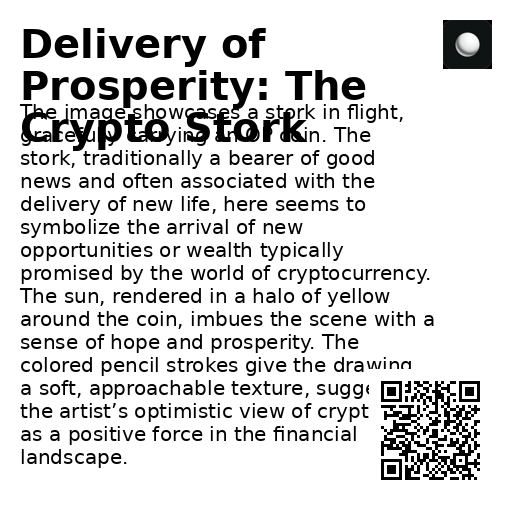 Delivery of
Prosperity: The
Crypto Stork
The image showcases a stork in flight,
gracefully carrying an OP coin. The
stork, traditionally a bearer of good
news and often associated with the
delivery of new life, here seems to
symbolize the arrival of new
opportunities or wealth typically
promised by the world of cryptocurrency.
The sun, rendered in a halo of yellow
around the coin, imbues the scene with a
sense of hope and prosperity. The
colored pencil strokes give the drawing
a soft, approachable texture, sugge
the artist’s optimistic view of crypt
as a positive force in the financial
landscape.